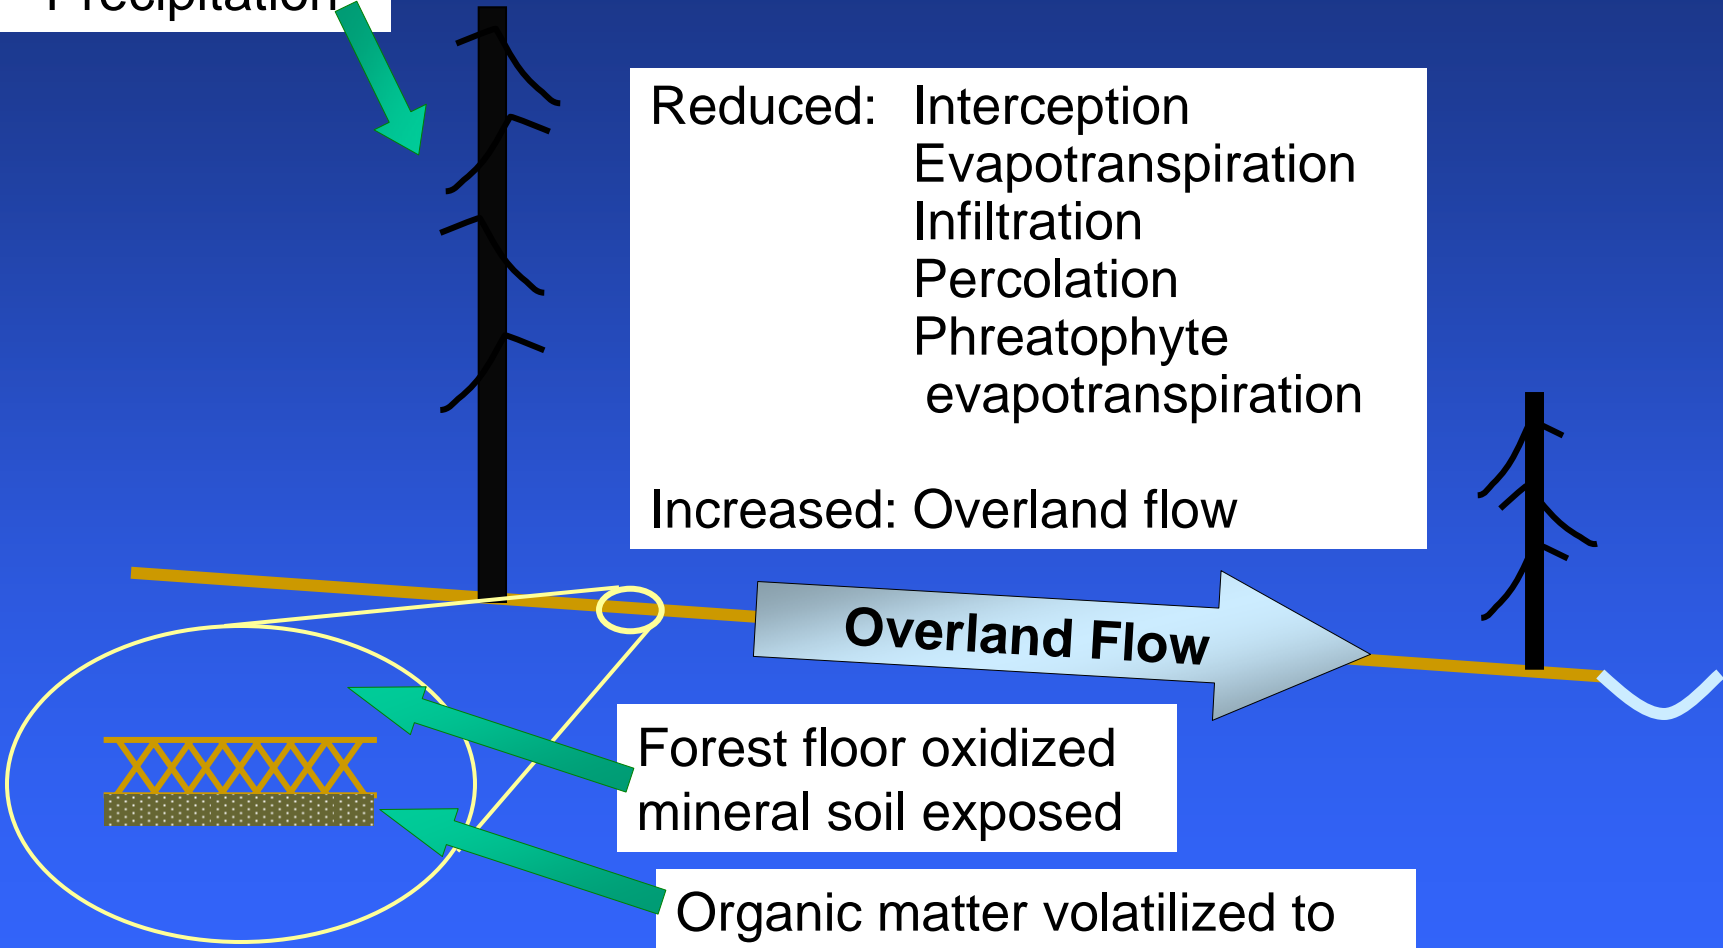 Precipitation
Reduced: Interception
Evapotranspiration
Infiltration
Percolation
Phreatophyte
evapotranspiration
Increased: Overland flow
Overland Flow
Forest floor oxidized
mineral soil exposed
Organic matter volatilized to